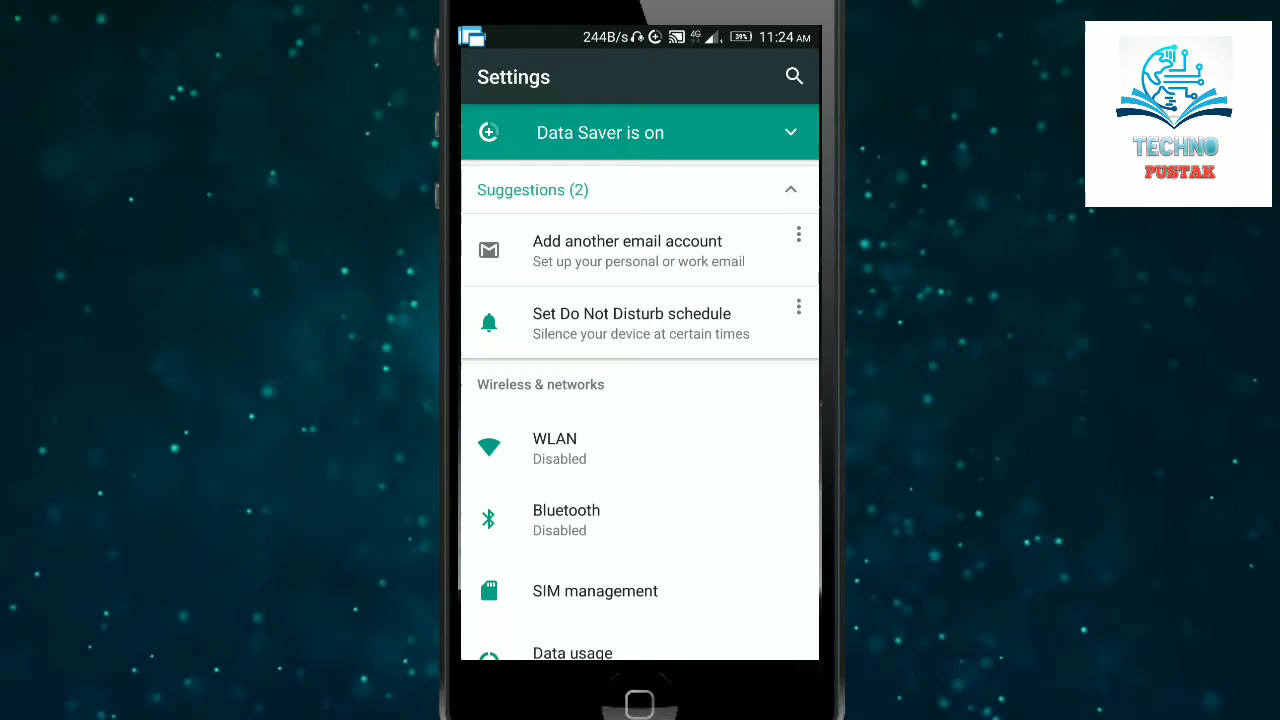 244B/s 4G 39% 11:24 AM
Settings
Data Saver is on
Suggestions (2)
Add another email account
Set up your personal or work email
Set Do Not Disturb schedule
Silence your device at certain times
Wireless & networks
WLAN
Disabled
Bluetooth
Disabled
SIM management
Data usage
TECHNO
PUSTAK